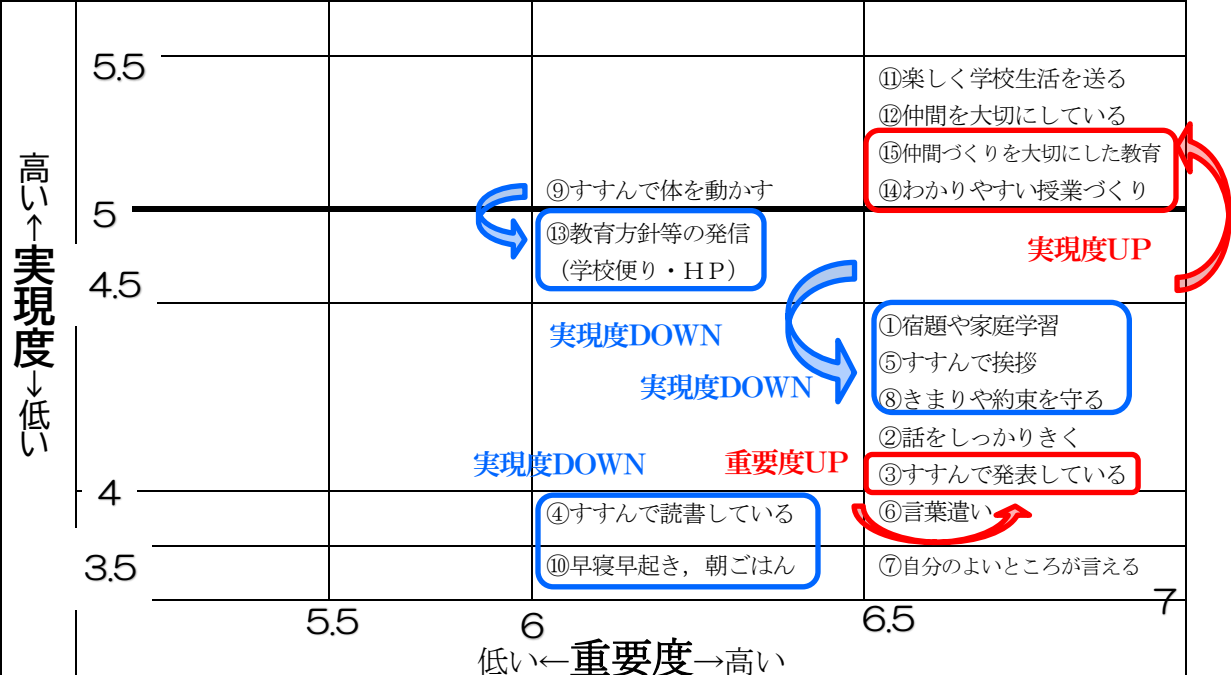 高い↑実現度↓低い
5.5
⑪楽しく学校生活を送る
⑫仲間を大切にしている
⑮仲間づくりを大切にした教育
⑨すすんで体を動かす
⑭わかりやすい授業づくり
5
⑬教育方針等の発信
（学校便り・ＨＰ）
実現度UP
4.5
①宿題や家庭学習
実現度DOWN
⑤すすんで挨拶
実現度DOWN
⑧きまりや約束を守る
②話をしっかりきく
実現度DOWN
重要度UP
③すすんで発表している
4
④すすんで読書している
⑥言葉遣い
3.5
⑩早寝早起き，朝ごはん
⑦自分のよいところが言える
5.5
6
6.5
7
低い←重要度→高い